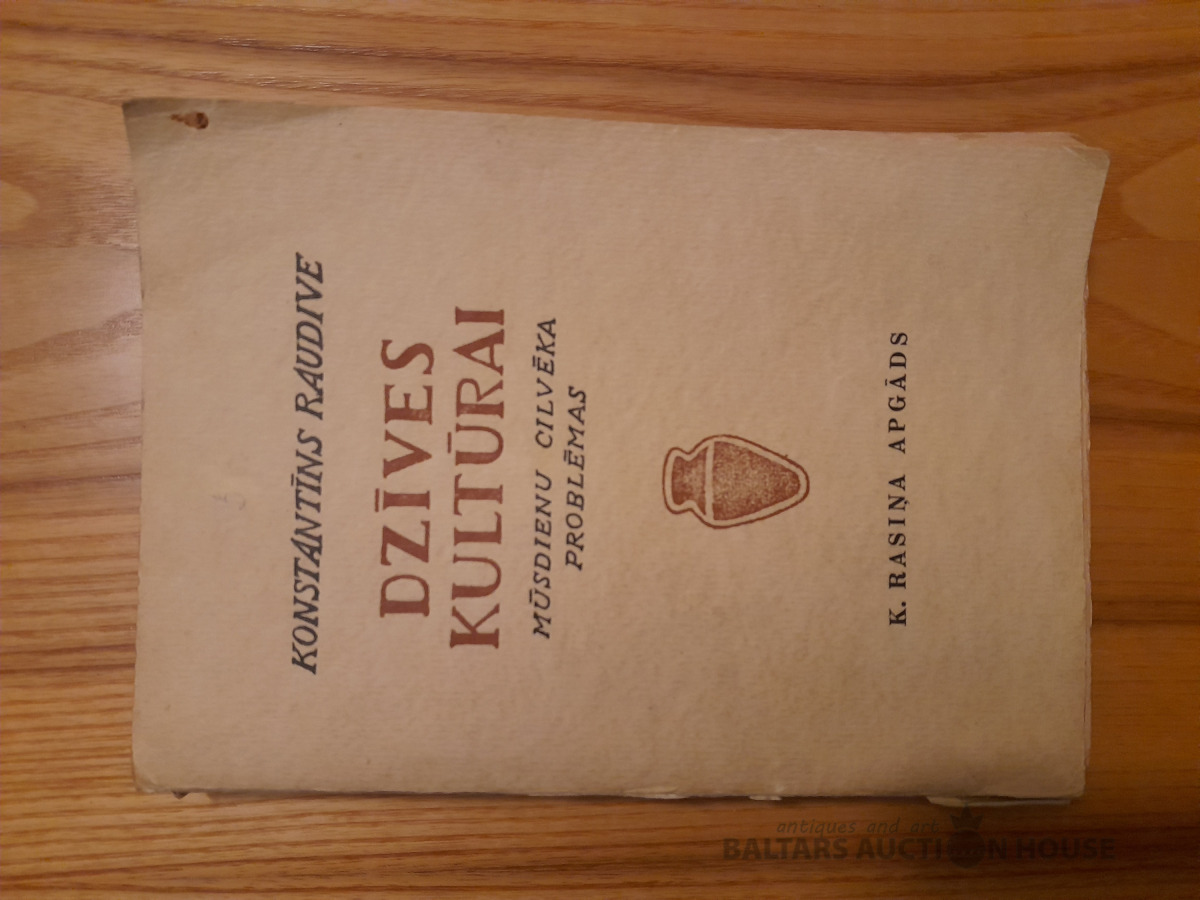 KONSTANTĪNS RAUDIVE
DZĪVES
KULTŪRAI
MŪSDIENU CILVĒKA
PROBLĒMAS
K. RASIŅA APGĀDS
antiques and art
BALTARS AUCTION HOUSE